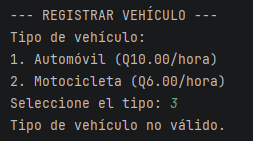 --- REGISTRAR VEHÍCULO ---
Tipo de vehículo:
1. Automóvil (Q10.00/hora)
2. Motocicleta (Q6.00/hora)
Seleccione el tipo: 3
Tipo de vehículo no válido.